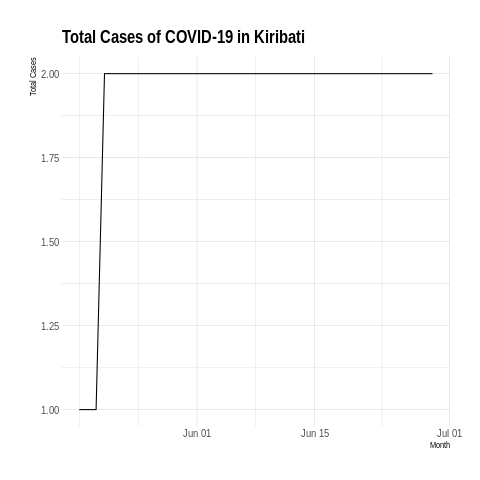 Total Cases of COVID-19 in Kiribati
Total Cases
2.00
1.75
1.50
1.25
1.00
Jun 01
Jun 15
Jul 01
Month